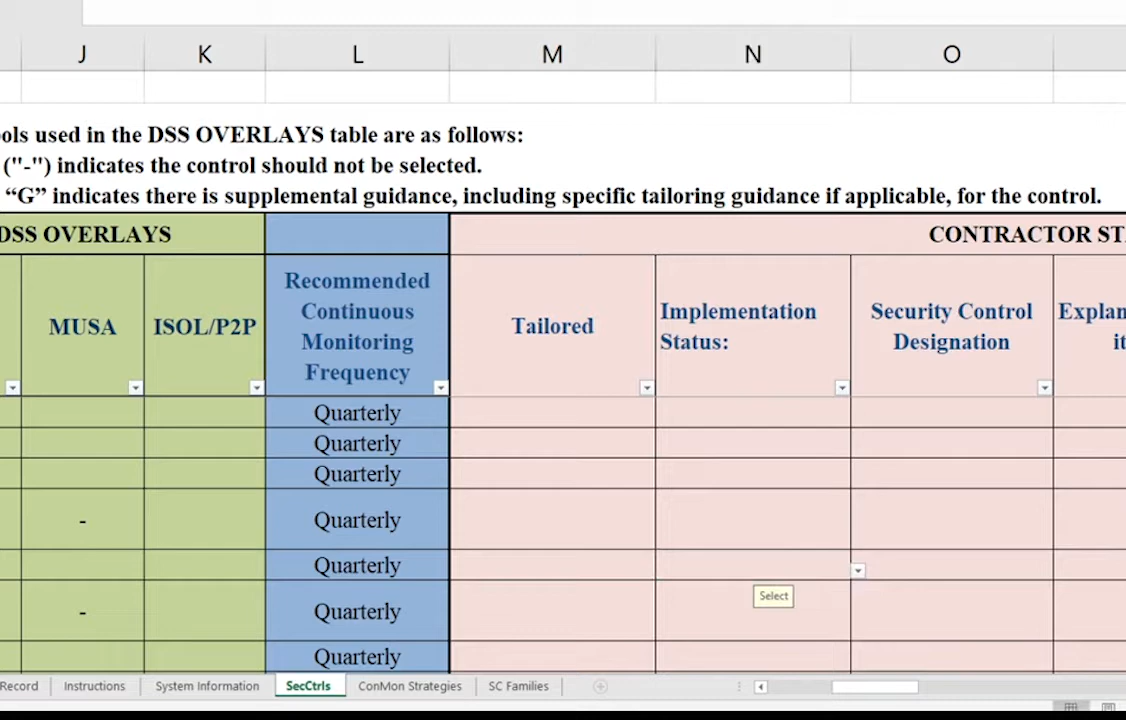 J K L M N O
ols used in the DSS OVERLAYS table are as follows:
("-") indicates the control should not be selected.
“G” indicates there is supplemental guidance, including specific tailoring guidance if applicable, for the control.
DSS OVERLAYS CONTRACTOR ST
MUSA ISOL/P2P Recommended Continuous Monitoring Frequency Tailored Implementation Status: Security Control Designation Explan it
Quarterly
Quarterly
Quarterly
- Quarterly
Quarterly
Select
- Quarterly
Quarterly
Record Instructions System Information SecCtrls ConMon Strategies SC Families